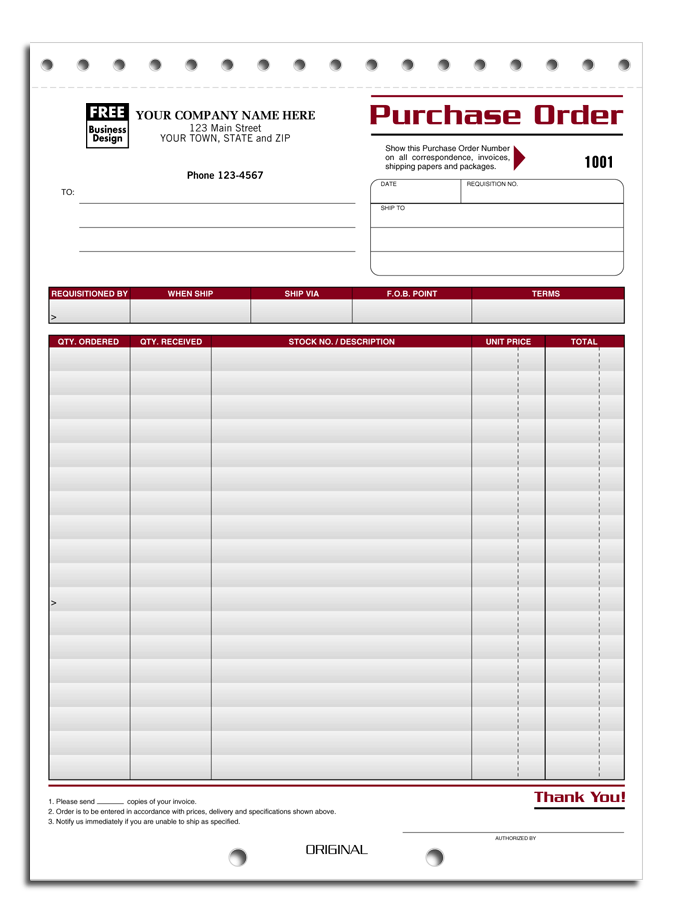 FREE
Business
Design
YOUR COMPANY NAME HERE
123 Main Street
YOUR TOWN, STATE and ZIP
Phone 123-4567
TO:
Purchase Order
Show this Purchase Order Number
on all correspondence, invoices,
shipping papers and packages.
1001
DATE
REQUISITION NO.
SHIP TO
REQUISITIONED BY
WHEN SHIP
SHIP VIA
F.O.B. POINT
TERMS
>
QTY. ORDERED
QTY. RECEIVED
STOCK NO. / DESCRIPTION
UNIT PRICE
TOTAL
>
1. Please send ______ copies of your invoice.
2. Order is to be entered in accordance with prices, delivery and specifications shown above.
3. Notify us immediately if you are unable to ship as specified.
Thank You!
AUTHORIZED BY
ORIGINAL